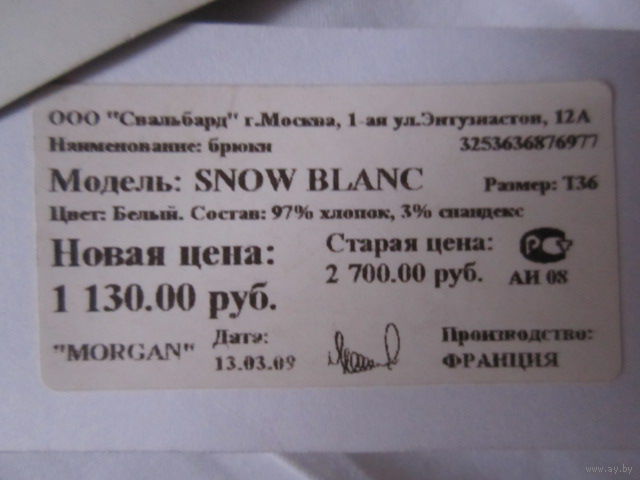 ООО "Свальбард" г.Москва, 1-ая ул.Энтузиастов, 12А
Наименование: брюки 3253636876977
Модель: SNOW BLANC Размер: Т36
Цвет: Белый. Состав: 97% хлопок, 3% спандекс
Новая цена: Старая цена: РСТ
1 130.00 руб. 2 700.00 руб. АИ 08
"MORGAN" Дата: Производство:
13.03.09 ФРАНЦИЯ
www.ay.by